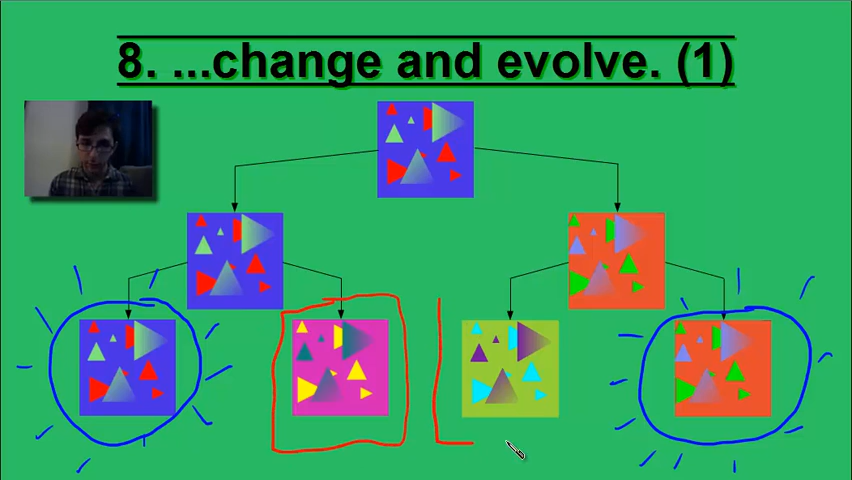 8. ...change and evolve. (1)